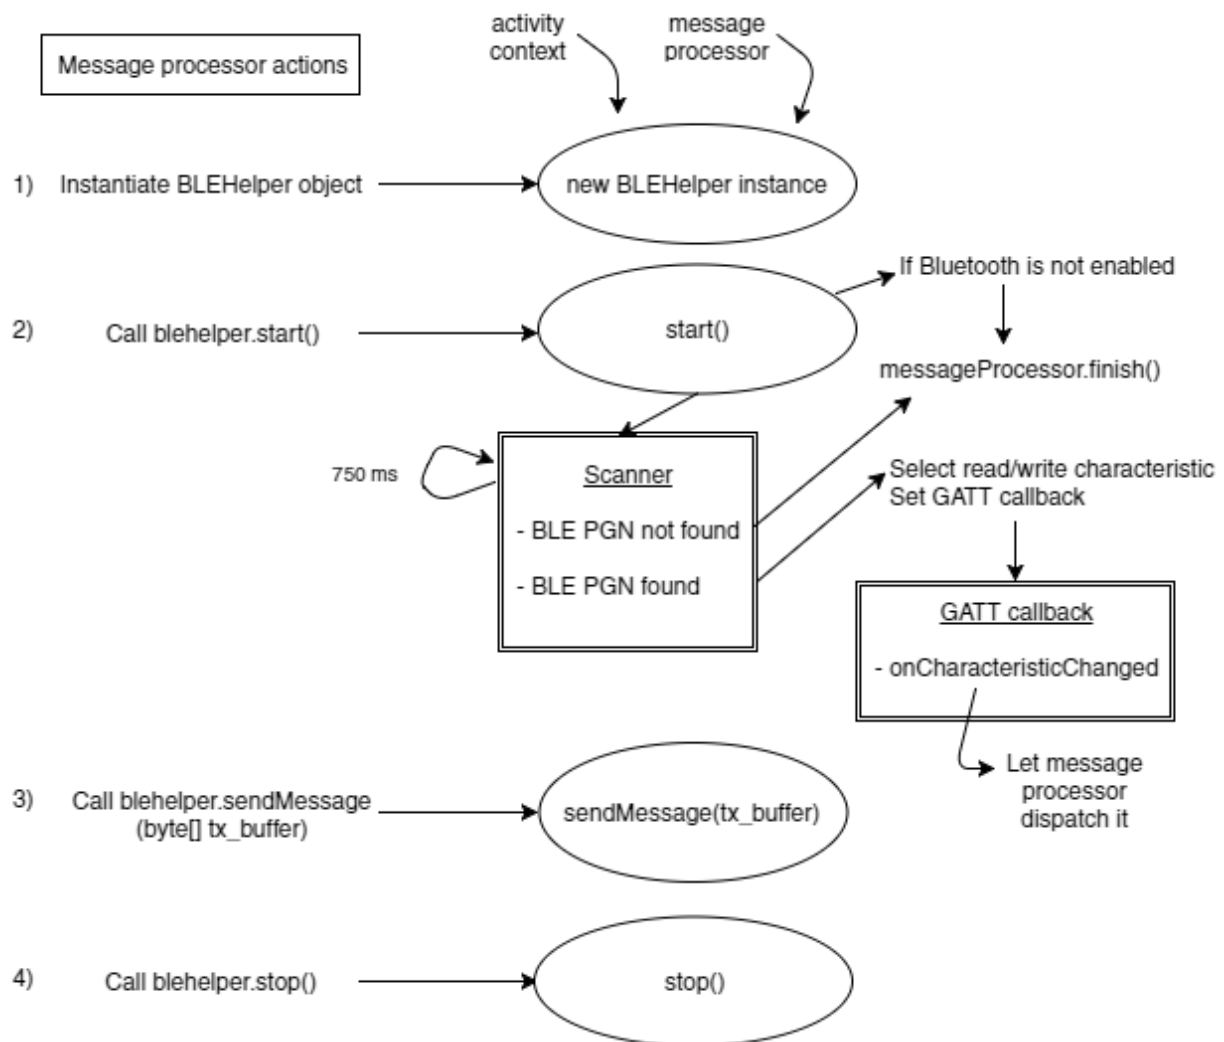 activity
context
message
processor
Message processor actions
1) Instantiate BLEHelper object
new BLEHelper instance
If Bluetooth is not enabled
2) Call blehelper.start()
start()
messageProcessor.finish()
750 ms
Scanner
- BLE PGN not found
- BLE PGN found
Select read/write characteristic
Set GATT callback
GATT callback
- onCharacteristicChanged
Let message
processor
dispatch it
3) Call blehelper.sendMessage
(byte[] tx_buffer)
sendMessage(tx_buffer)
4) Call blehelper.stop()
stop()